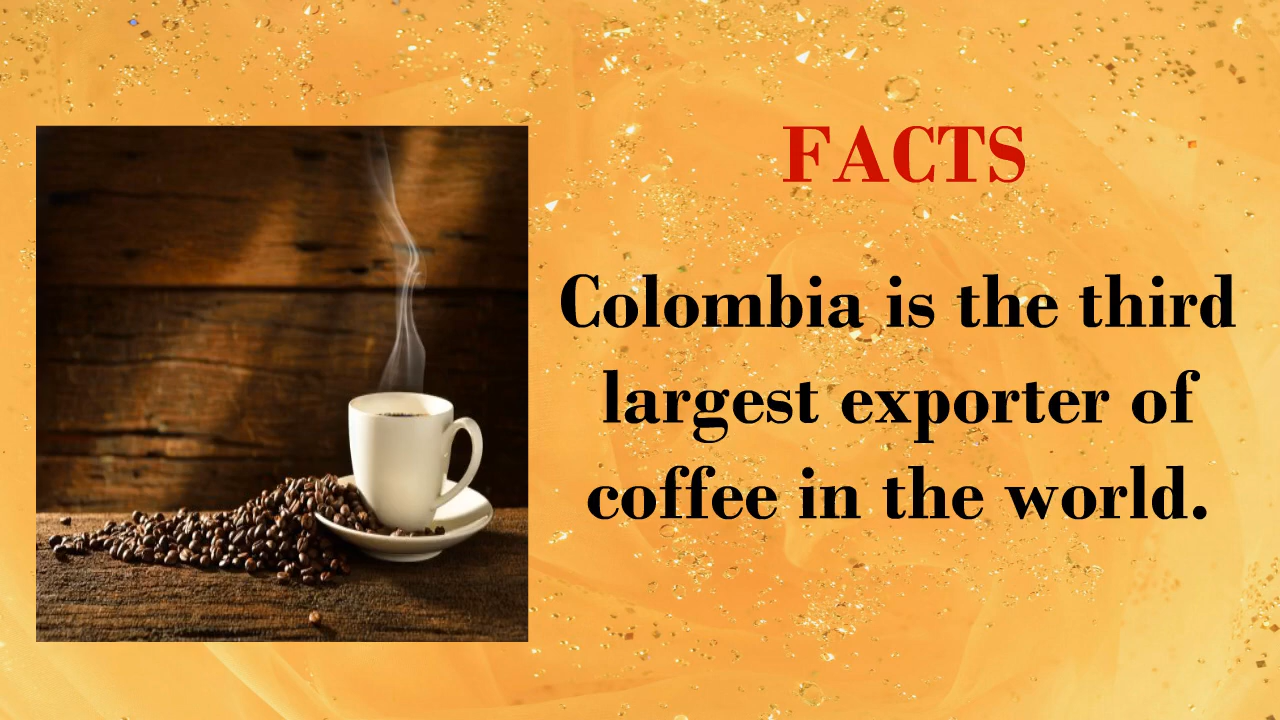 FACTS
Colombia is the third
largest exporter of
coffee in the world.